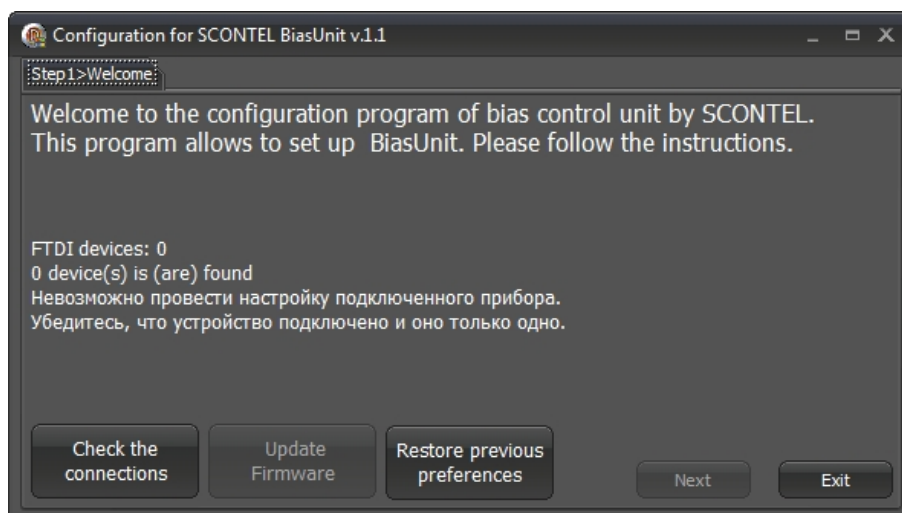 Configuration for SCONTEL BiasUnit v.1.1
Step1>Welcome
Welcome to the configuration program of bias control unit by SCONTEL.
This program allows to set up BiasUnit. Please follow the instructions.
FTDI devices: 0
0 device(s) is (are) found
Невозможно провести настройку подключенного прибора.
Убедитесь, что устройство подключено и оно только одно.
Check the
connections
Update
Firmware
Restore previous
preferences
Next
Exit